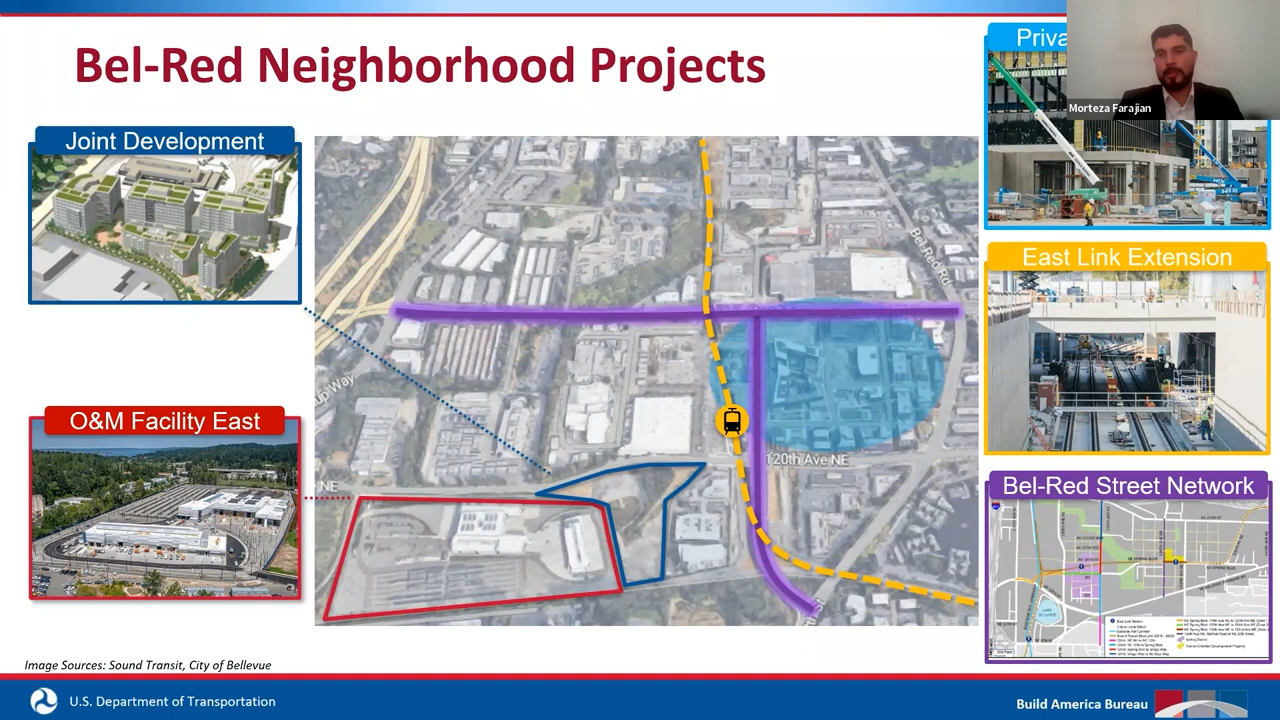 Bel-Red Neighborhood Projects
Priva
Morteza Farajian
Joint Development
East Link Extension
O&M Facility East
Bel-Red Street Network
Bel-Red Rd
120th Ave NE
NE
Way
LAKE
BELLEVUE
Image Sources: Sound Transit, City of Bellevue
U.S. Department of Transportation
Build America Bureau